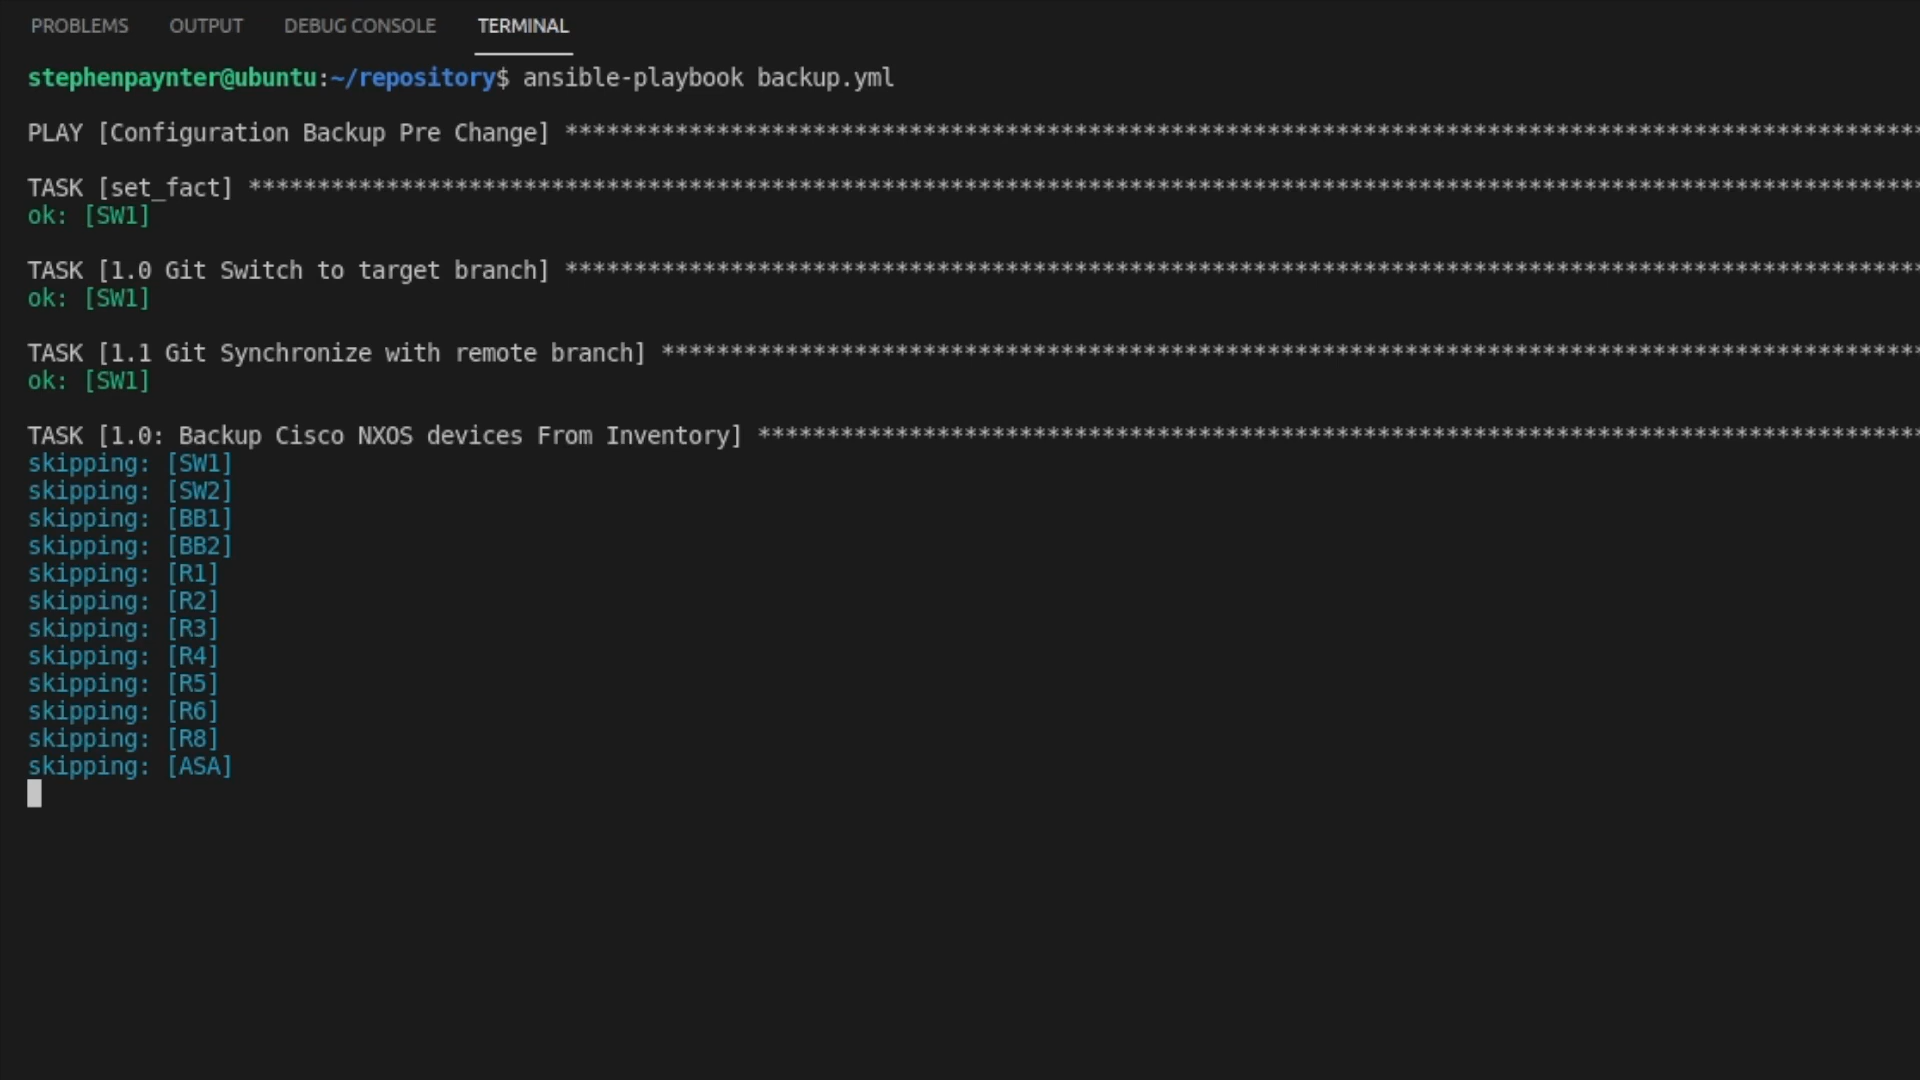 PROBLEMS OUTPUT DEBUG CONSOLE TERMINAL
stephenpaynter@ubuntu:~/repository$ ansible-playbook backup.yml
PLAY [Configuration Backup Pre Change] ***************************************************************************************************
TASK [set_fact] **************************************************************************************************************************
ok: [SW1]
TASK [1.0 Git Switch to target branch] ***************************************************************************************************
ok: [SW1]
TASK [1.1 Git Synchronize with remote branch] ********************************************************************************************
ok: [SW1]
TASK [1.0: Backup Cisco NXOS devices From Inventory] *************************************************************************************
skipping: [SW1]
skipping: [SW2]
skipping: [BB1]
skipping: [BB2]
skipping: [R1]
skipping: [R2]
skipping: [R3]
skipping: [R4]
skipping: [R5]
skipping: [R6]
skipping: [R8]
skipping: [ASA]